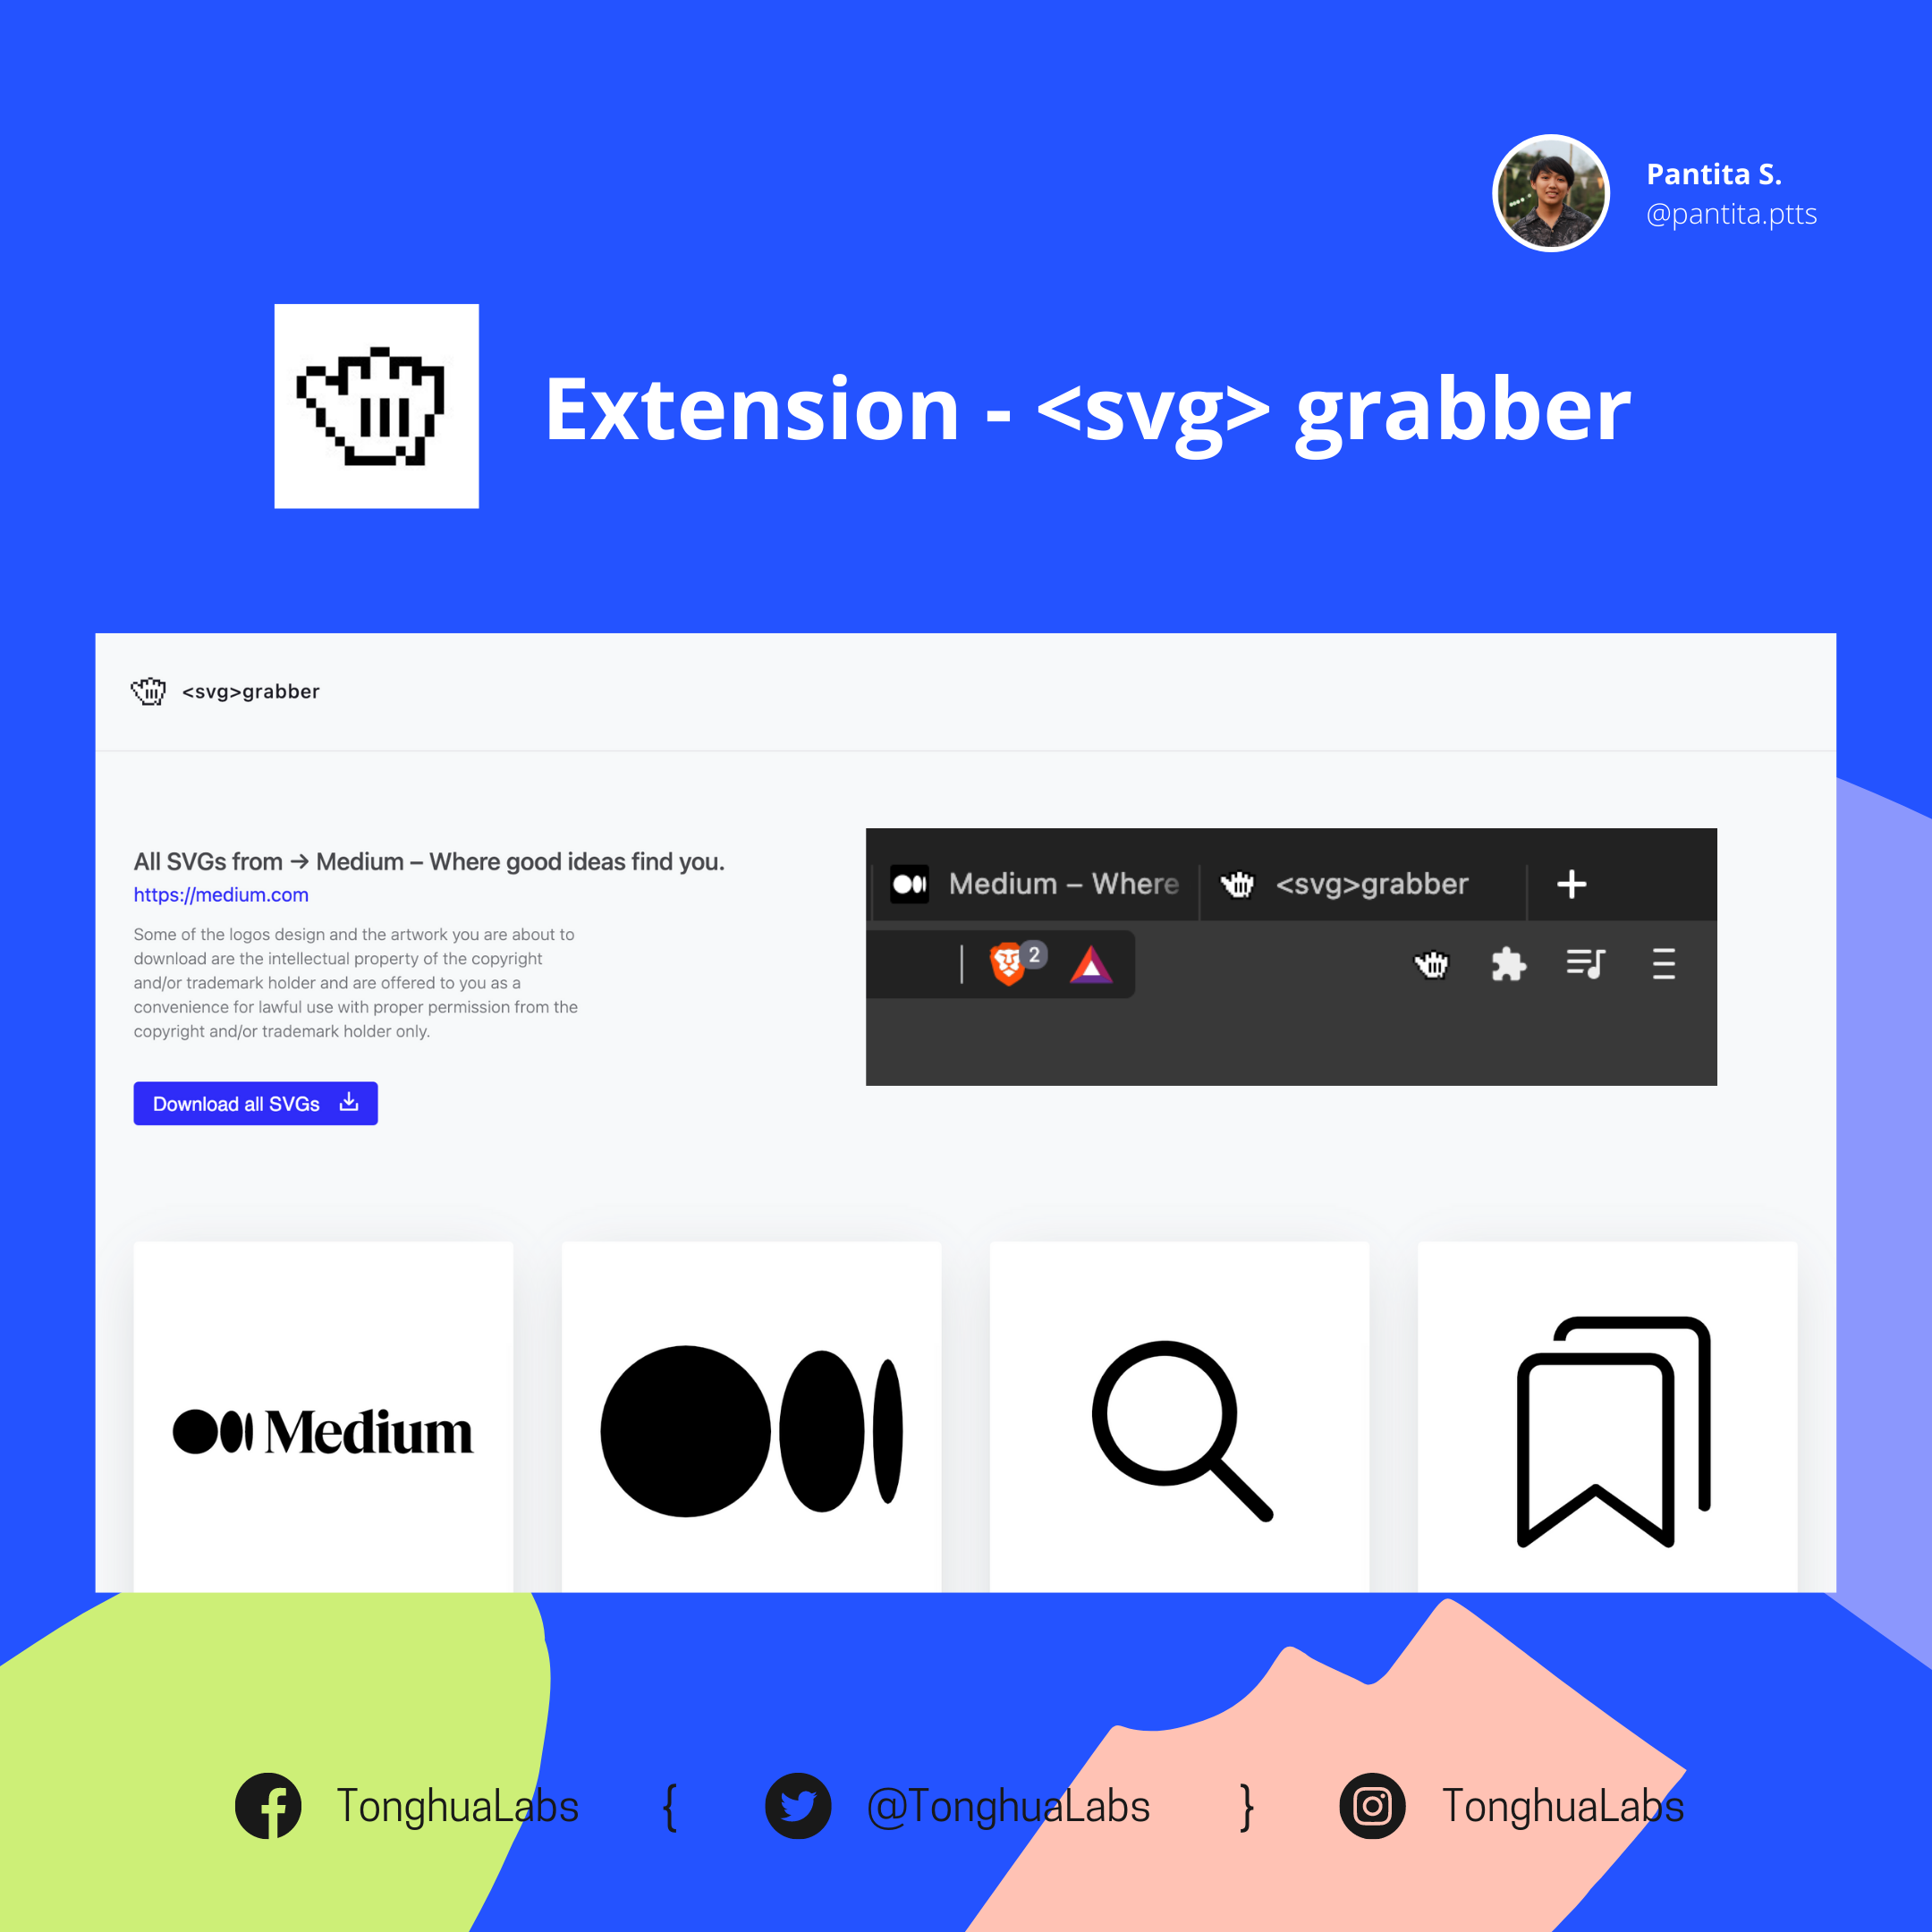 Pantita S.
@pantita.ptts
Extension - <svg> grabber
<svg>grabber
All SVGs from → Medium – Where good ideas find you.
https://medium.com
Some of the logos design and the artwork you are about to
download are the intellectual property of the copyright
and/or trademark holder and are offered to you as a
convenience for lawful use with proper permission from the
copyright and/or trademark holder only.
Download all SVGs
Medium – Where
<svg>grabber
2
Medium
TonghuaLabs { @TonghuaLabs } TonghuaLabs